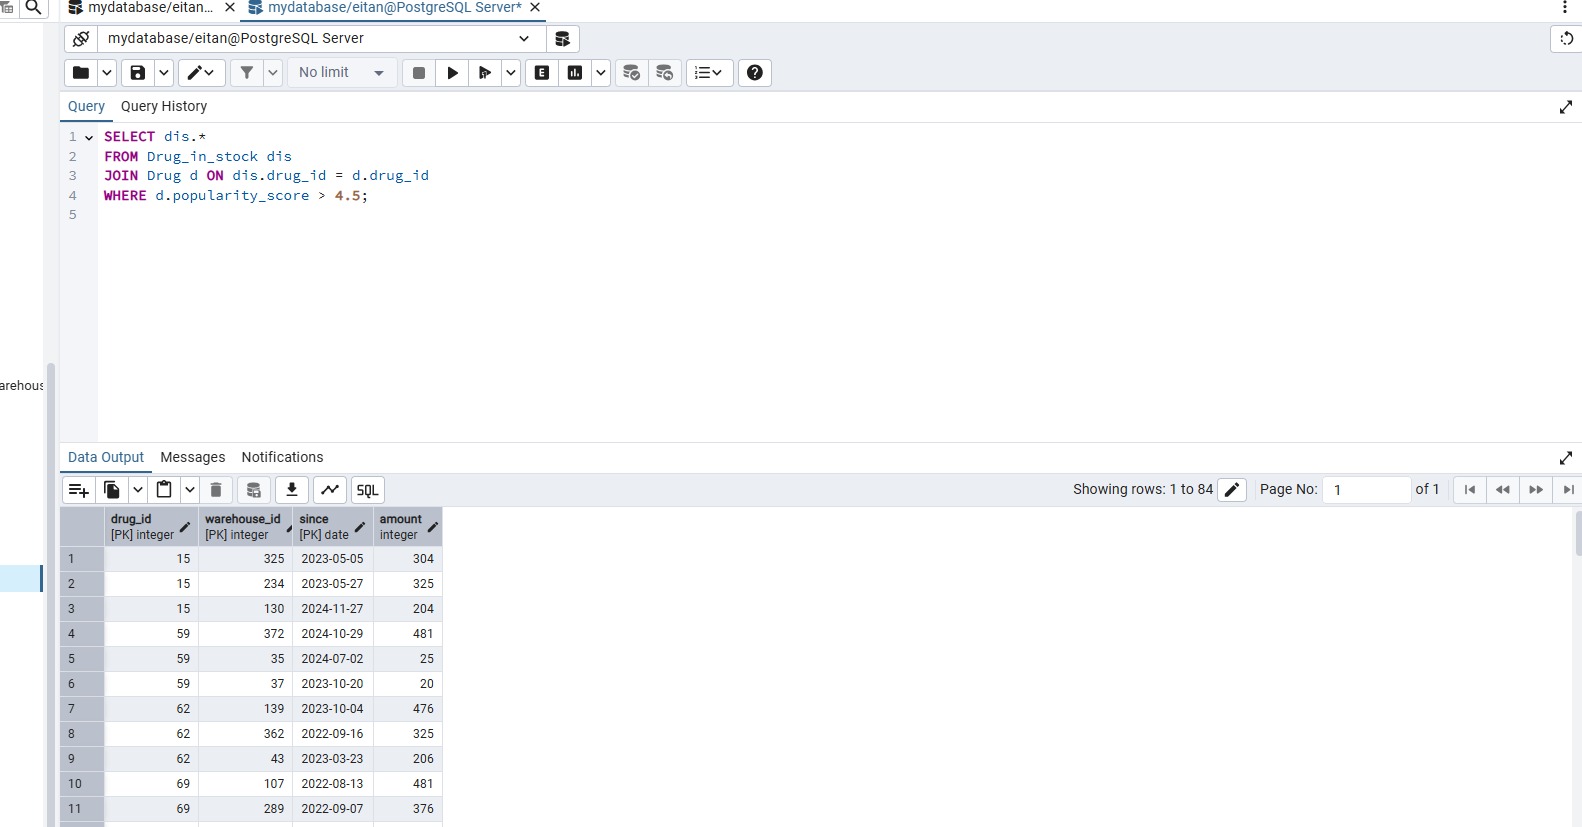 mydatabase/eitan... mydatabase/eitan@PostgreSQL Server*
mydatabase/eitan@PostgreSQL Server
No limit
E
Query Query History
1 SELECT dis.*
2 FROM Drug_in_stock dis
3 JOIN Drug d ON dis.drug_id = d.drug_id
4 WHERE d.popularity_score > 4.5;
5
arehous
Data Output Messages Notifications
SQL Showing rows: 1 to 84 Page No: 1 of 1
drug_id warehouse_id since amount
[PK] integer [PK] integer [PK] date integer
1 15 325 2023-05-05 304
2 15 234 2023-05-27 325
3 15 130 2024-11-27 204
4 59 372 2024-10-29 481
5 59 35 2024-07-02 25
6 59 37 2023-10-20 20
7 62 139 2023-10-04 476
8 62 362 2022-09-16 325
9 62 43 2023-03-23 206
10 69 107 2022-08-13 481
11 69 289 2022-09-07 376